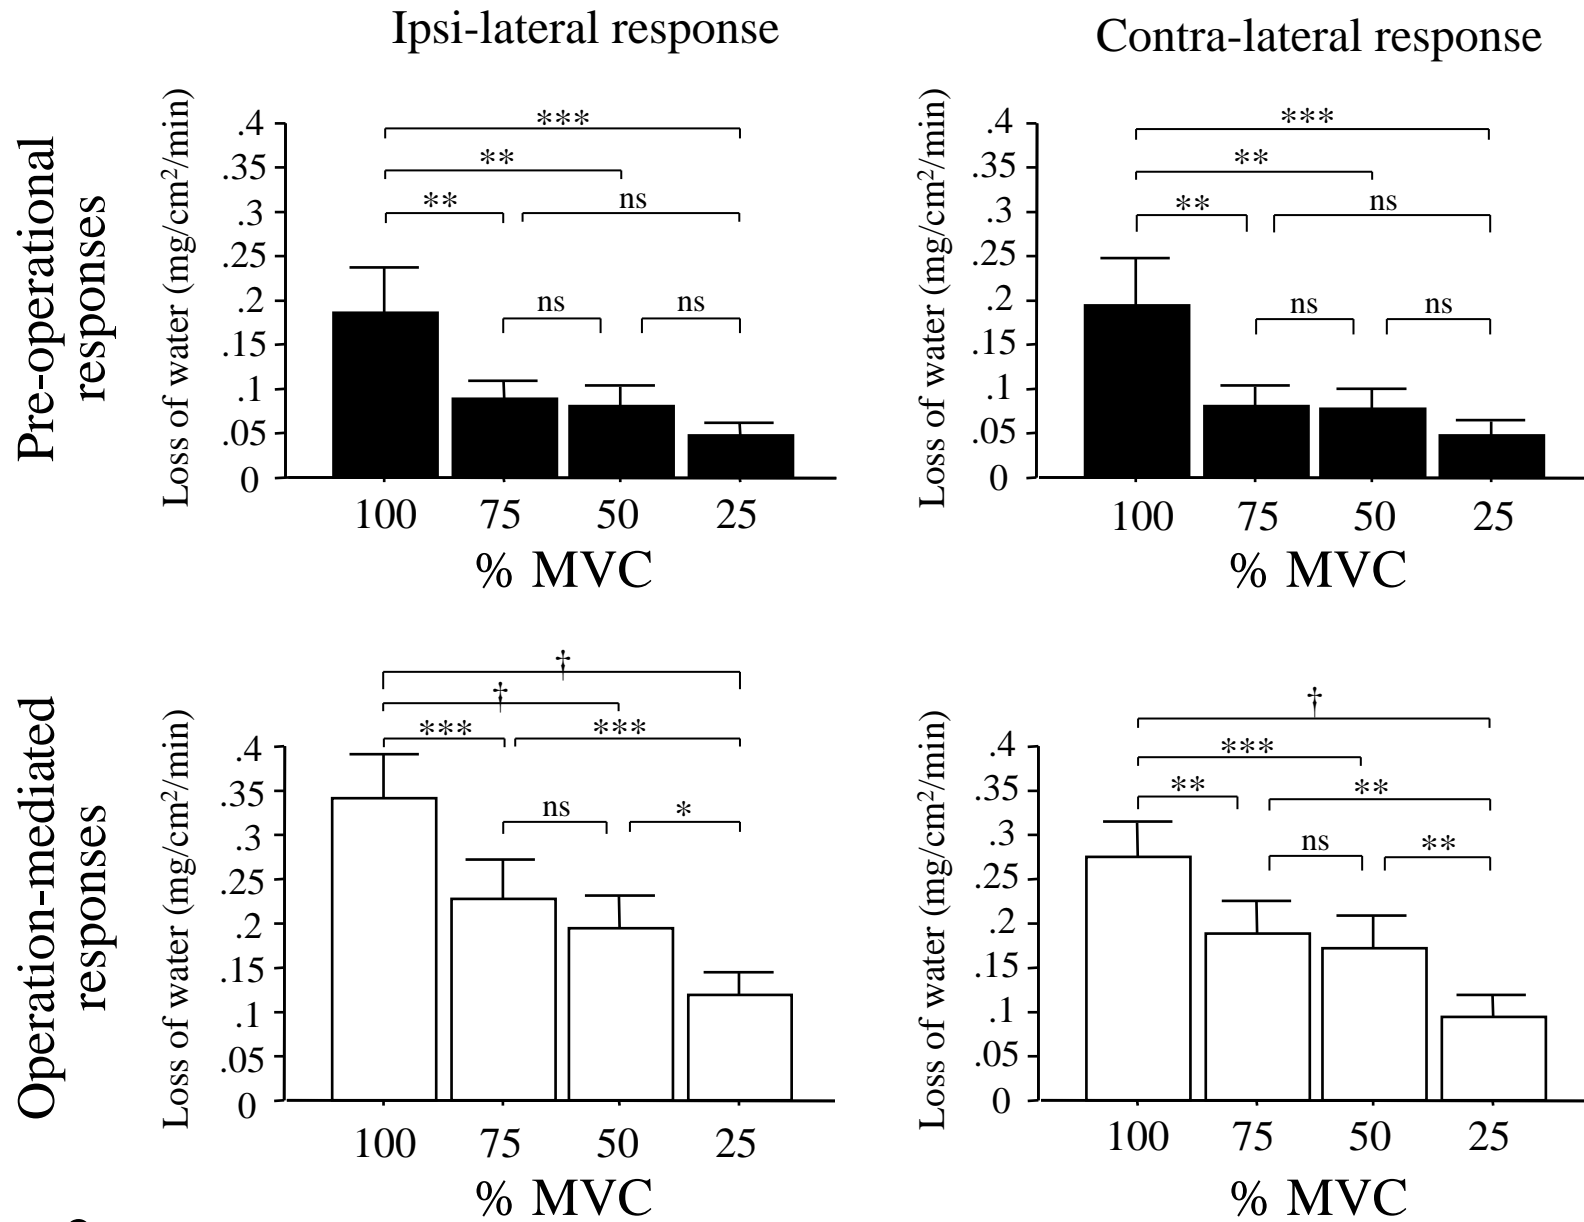 Ipsi-lateral response
Contra-lateral response
Pre-operational
responses
Loss of water (mg/cm²/min)
.4
.35
.3
.25
.2
.15
.1
.05
0
***
**
**
ns
ns
ns
100 75 50 25
% MVC
Loss of water (mg/cm²/min)
.4
.35
.3
.25
.2
.15
.1
.05
0
***
**
**
ns
ns
ns
100 75 50 25
% MVC
Operation-mediated
responses
Loss of water (mg/cm²/min)
.4
.35
.3
.25
.2
.15
.1
.05
0
†
†
***
***
ns
*
100 75 50 25
% MVC
Loss of water (mg/cm²/min)
.4
.35
.3
.25
.2
.15
.1
.05
0
†
***
**
**
ns
**
100 75 50 25
% MVC